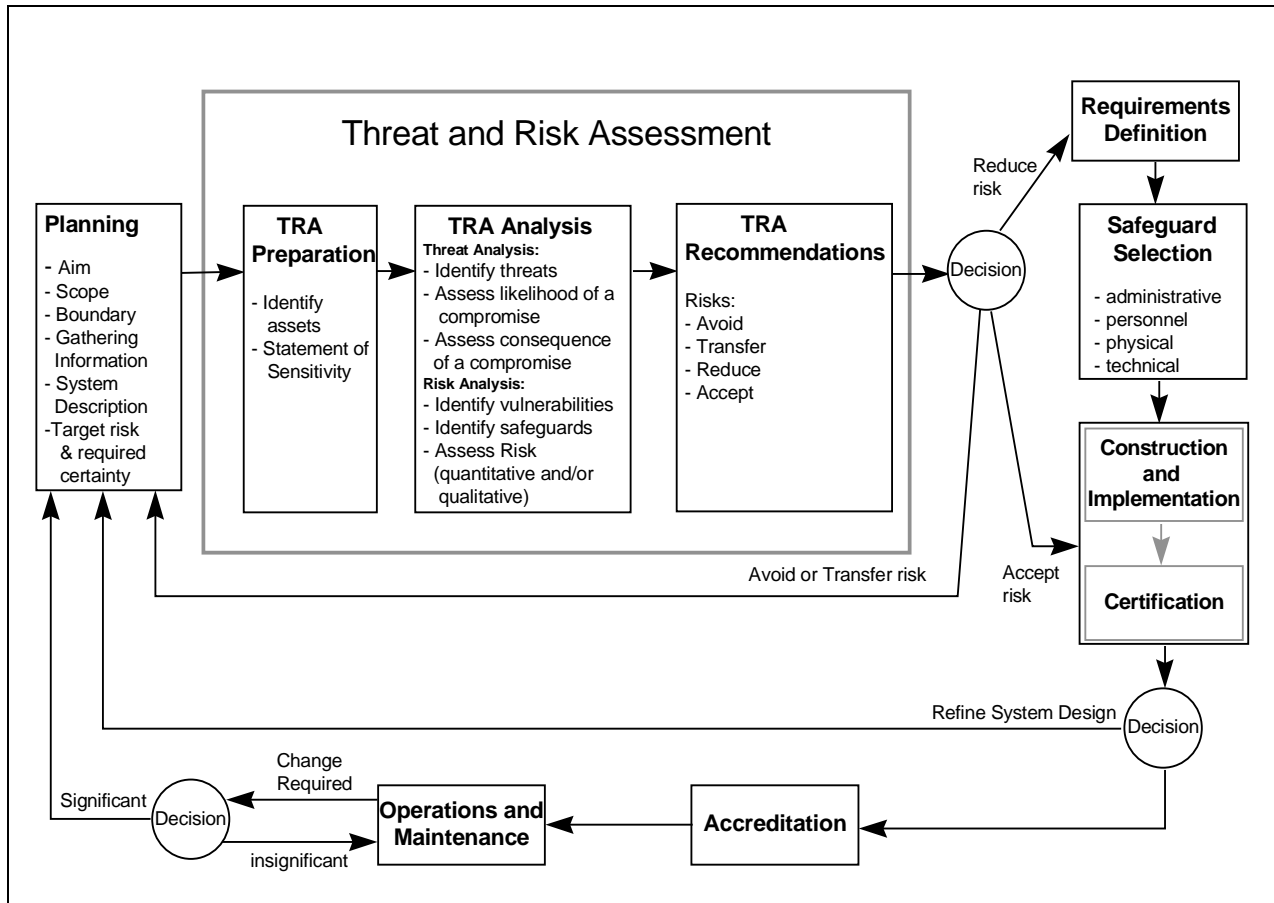 Threat and Risk Assessment
Planning
- Aim
- Scope
- Boundary
- Gathering
Information
- System
Description
-Target risk
& required
certainty
TRA
Preparation
- Identify
assets
- Statement of
Sensitivity
TRA Analysis
Threat Analysis:
- Identify threats
- Assess likelihood of a
compromise
- Assess consequence
of a compromise
Risk Analysis:
- Identify vulnerabilities
- Identify safeguards
- Assess Risk
(quantitative and/or
qualitative)
TRA
Recommendations
Risks:
- Avoid
- Transfer
- Reduce
- Accept
Decision
Reduce
risk
Requirements
Definition
Safeguard
Selection
- administrative
- personnel
- physical
- technical
Construction
and
Implementation
Certification
Accept
risk
Avoid or Transfer risk
Decision
Refine System Design
Accreditation
Operations and
Maintenance
Change
Required
Decision
Significant
insignificant